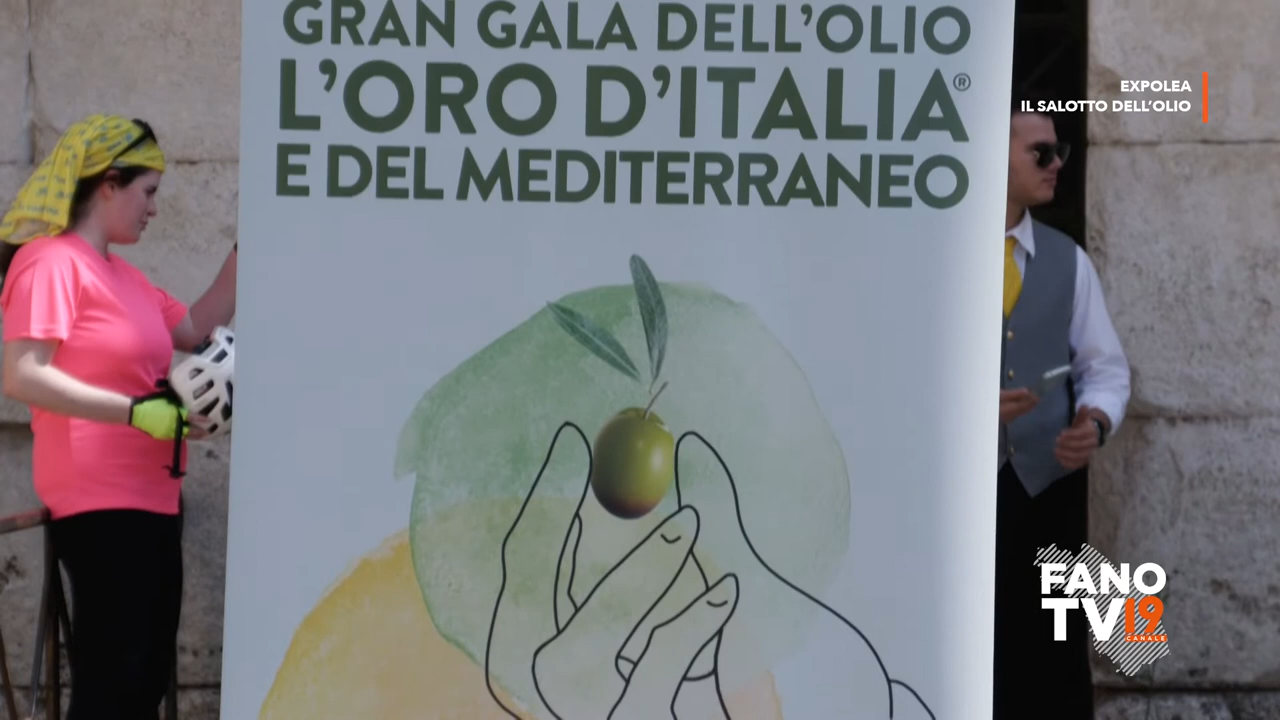 GRAN GALA DELL'OLIO
L'ORO D'ITALIA®
E DEL MEDITERRANEO
EXPOLEA
IL SALOTTO DELL'OLIO
FANO
TV19
CANALE